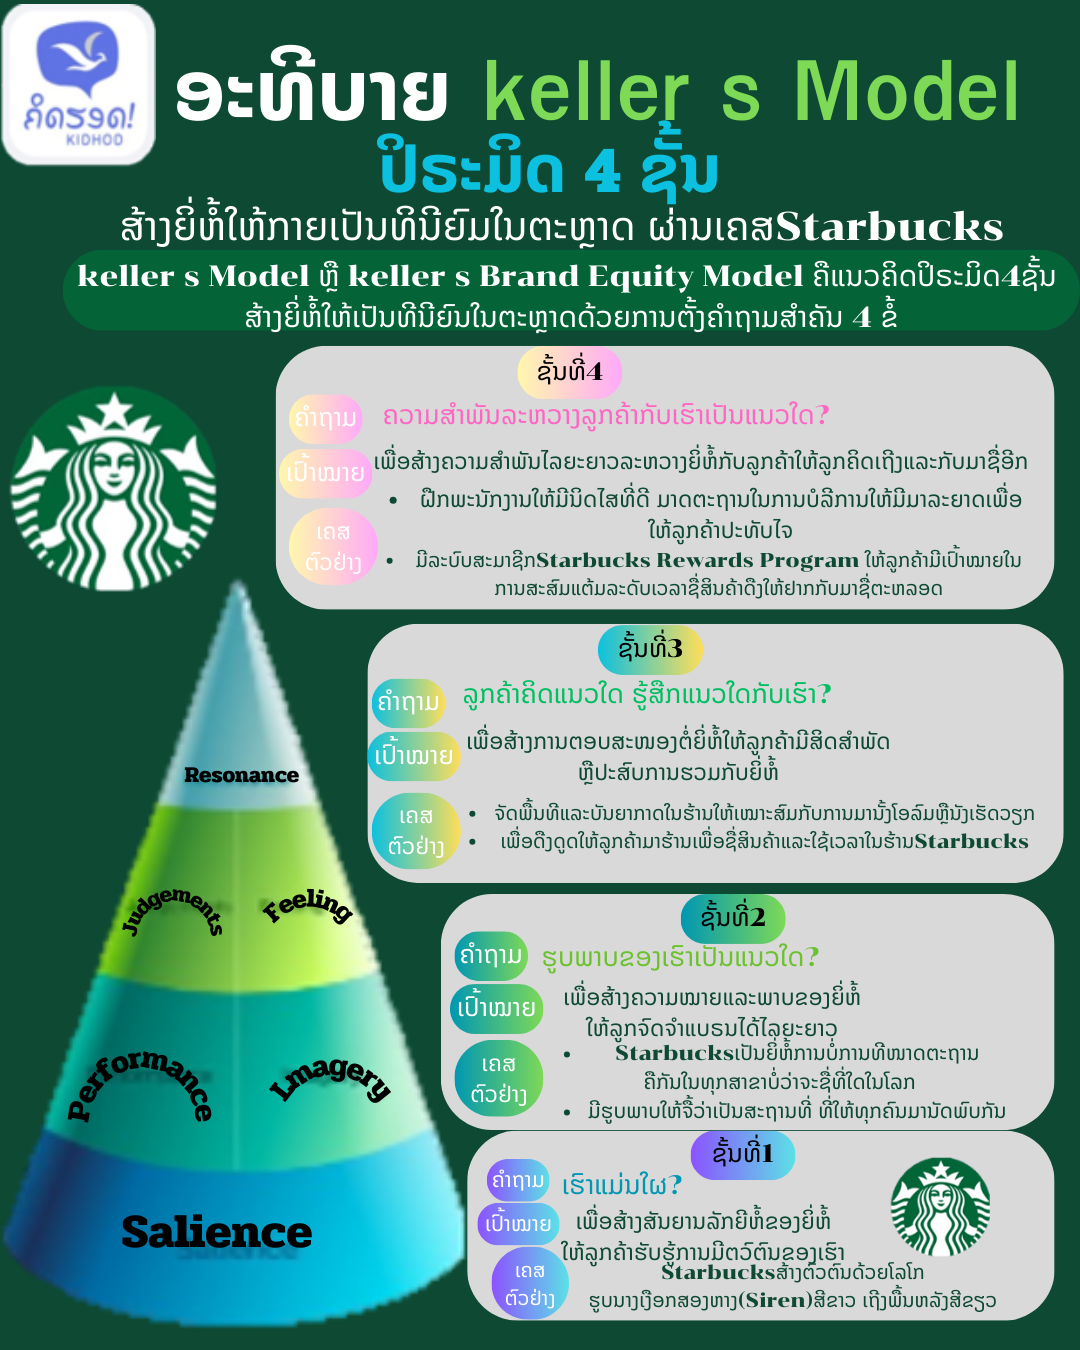 ຄິດຮອດ!
KIDHOD
ອະທິບາຍ keller s Model
ປິຣະມິດ 4 ຊັ້ນ
ສ້າງຍີ່ຫໍ້ໃຫ້ກາຍເປັນທິນິຍົມໃນຕະຫຼາດ ຜ່ານເຄສStarbucks
keller s Model ຫຼື keller s Brand Equity Model ຄືແນວຄິດປິຣະມິດ4ຊັ້ນ
ສ້າງຍີ່ຫໍ້ໃຫ້ເປັນທີນິຍົນໃນຕະຫຼາດດ້ວຍການຕັ້ງຄຳຖາມສຳຄັນ 4 ຂໍ້
ຊັ້ນທີ່4
ຄຳຖາມ ຄວາມສຳພັນລະຫວາງລູກຄ້າກັບເຮົາເປັນແນວໃດ?
ເປົ້າໝາຍ ເພື່ອສ້າງຄວາມສຳພັນໄລຍະຍາວລະຫວາງຍີ່ຫໍ້ກັບລູກຄ້າໃຫ້ລູກຄິດເຖິງແລະກັບມາຊື່ອີກ
ເຄສ
ຕົວຢ່າງ
• ຝຶກພະນັກງານໃຫ້ມີນິດໄສທີ່ດີ ມາດຕະຖານໃນການບໍລິການໃຫ້ມີມາລະຍາດເພື່ອ
ໃຫ້ລູກຄ້າປະທັບໄຈ
• ມີລະບົບສະມາຊິກStarbucks Rewards Program ໃຫ້ລູກຄ້າມີເປົ້າໝາຍໃນ
ການສະສົມແຕ້ມລະດັບເວລາຊື່ສິນຄ້າດຶງໃຫ້ຢາກກັບມາຊື່ຕະຫລອດ
Resonance
ຊັ້ນທີ່3
ຄຳຖາມ ລູກຄ້າຄິດແນວໃດ ຮູ້ສຶກແນວໃດກັບເຮົາ?
ເປົ້າໝາຍ ເພື່ອສ້າງການຕອບສະໜອງຕໍ່ຍີ່ຫໍ້ໃຫ້ລູກຄ້າມີສິດສຳພັດ
ຫຼືປະສົບການຮວມກັບຍີ່ຫໍ້
ເຄສ
ຕົວຢ່າງ
• ຈັດພື້ນທີ່ແລະບັນຍາກາດໃນຮ້ານໃຫ້ເໝາະສົມກັບການມານັ້ງໂອລົມຫຼືນັງເຮັດວຽກ
• ເພື່ອດຶງດູດໃຫ້ລູກຄ້າມາຮ້ານເພື່ອຊື່ສິນຄ້າແລະໃຊ້ເວລາໃນຮ້ານStarbucks
Judgements
Feeling
ຊັ້ນທີ່2
ຄຳຖາມ ຮູບພາບຂອງເຮົາເປັນແນວໃດ?
ເປົ້າໝາຍ ເພື່ອສ້າງຄວາມໝາຍແລະພາບຂອງຍີ່ຫໍ້
ໃຫ້ລູກຈົດຈຳແບຣນໄດ້ໄລຍະຍາວ
ເຄສ
ຕົວຢ່າງ
• Starbucksເປັນຍີ່ຫໍ້ການບໍ່ການທີໜາດຕະຖານ
ຄືກັນໃນທຸກສາຂາບໍ່ວ່າຈະຊື່ທີ່ໃດໃນໂລກ
• ມີຮູບພາບໃຫ້ຈື້ວ່າເປັນສະຖານທີ່ ທີ່ໃຫ້ທຸກຄົນມານັດພົບກັນ
Performance
Lmagery
ຊັ້ນທີ່1
ຄຳຖາມ ເຮົາແມ່ນໃຜ?
ເປົ້າໝາຍ ເພື່ອສ້າງສັນຍານລັກຍີ່ຫໍ້ຂອງຍີ່ຫໍ້
ໃຫ້ລູກຄ້າຮັບຮູ້ການມີຕວົຕົນຂອງເຮົາ
ເຄສ
ຕົວຢ່າງ
Starbucksສ້າງຕົວຕົນດ້ວຍໂລໂກ
ຮູບນາງເງືອກສອງຫາງ(Siren)ສີຂາວ ເຖິງພື້ນຫລັງສີຂຽວ
Salience